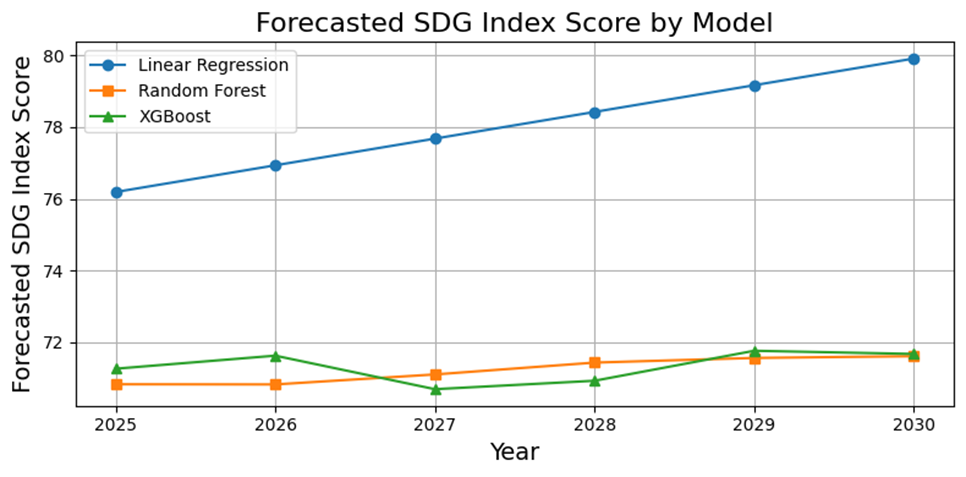 Forecasted SDG Index Score by Model
Forecasted SDG Index Score
80
78
76
74
72
Linear Regression
Random Forest
XGBoost
2025 2026 2027 2028 2029 2030
Year